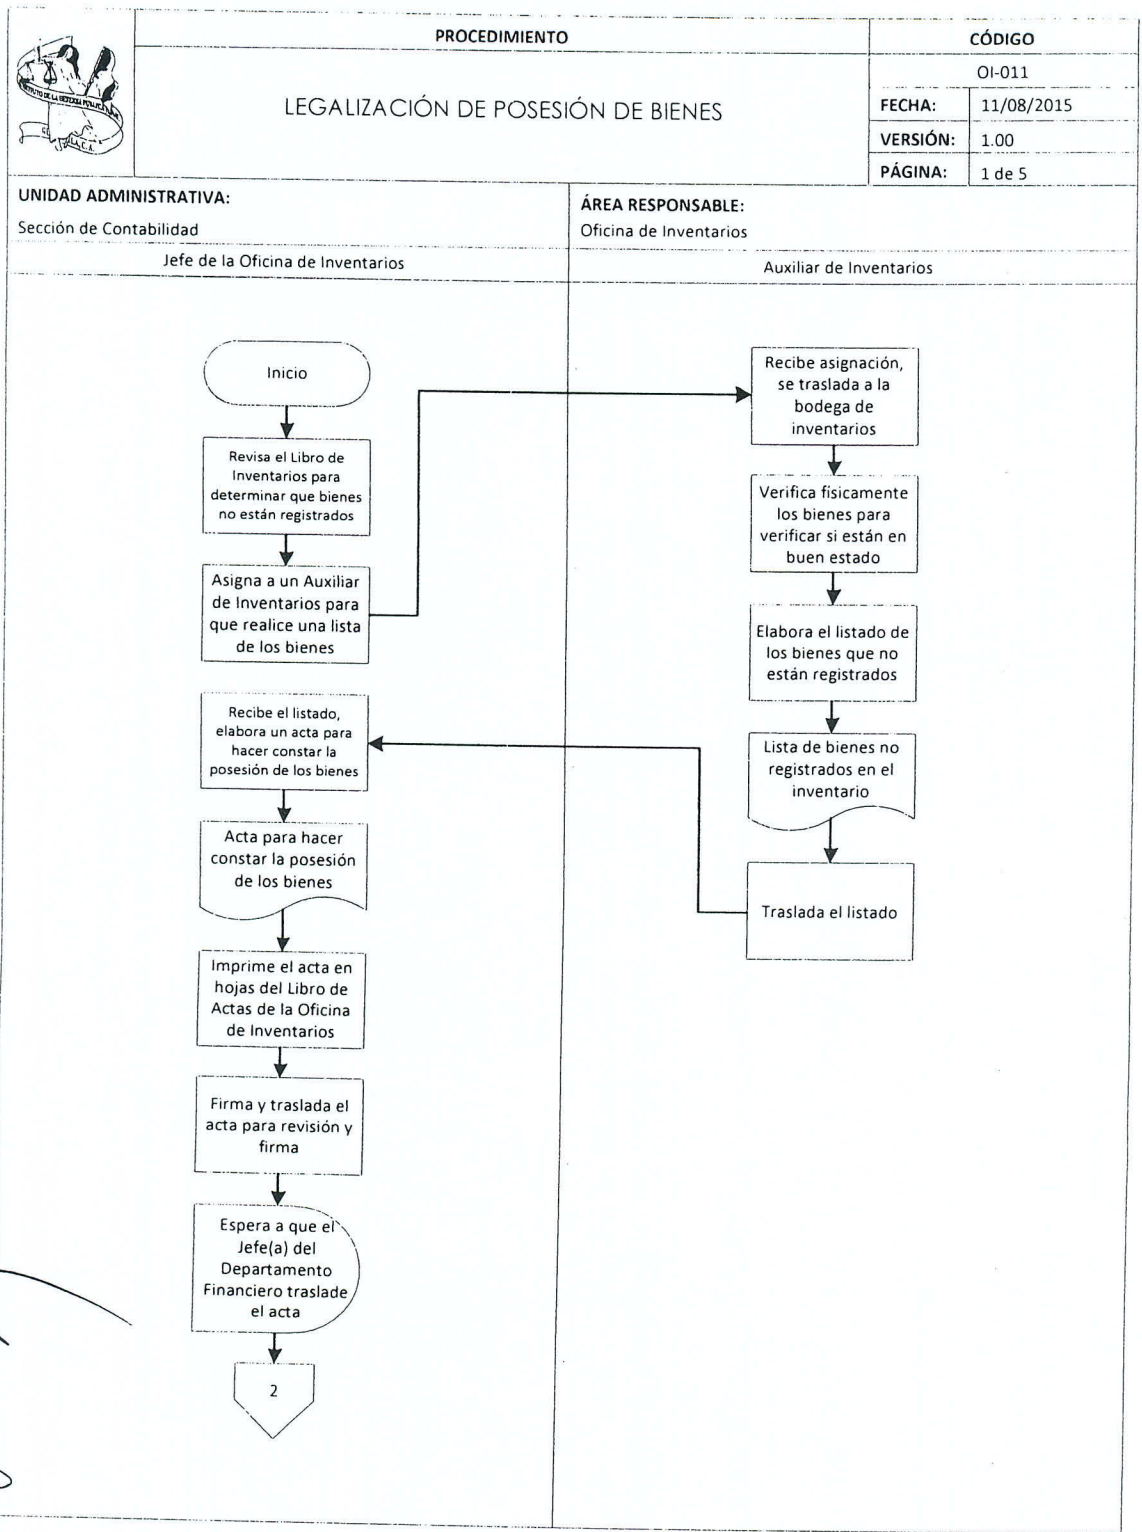 PROCEDIMIENTO
LEGALIZACIÓN DE POSESIÓN DE BIENES
CÓDIGO
OI-011
FECHA: 11/08/2015
VERSIÓN: 1.00
PÁGINA: 1 de 5
UNIDAD ADMINISTRATIVA:
Sección de Contabilidad
ÁREA RESPONSABLE:
Oficina de Inventarios
Jefe de la Oficina de Inventarios
Auxiliar de Inventarios
Inicio
Revisa el Libro de
Inventarios para
determinar que bienes
no están registrados
Asigna a un Auxiliar
de Inventarios para
que realice una lista
de los bienes
Recibe asignación,
se traslada a la
bodega de
inventarios
Verifica físicamente
los bienes para
verificar si están en
buen estado
Elabora el listado de
los bienes que no
están registrados
Lista de bienes no
registrados en el
inventario
Traslada el listado
Recibe el listado,
elabora un acta para
hacer constar la
posesión de los bienes
Acta para hacer
constar la posesión
de los bienes
Imprime el acta en
hojas del Libro de
Actas de la Oficina
de Inventarios
Firma y traslada el
acta para revisión y
firma
Espera a que el
Jefe(a) del
Departamento
Financiero traslade
el acta
2